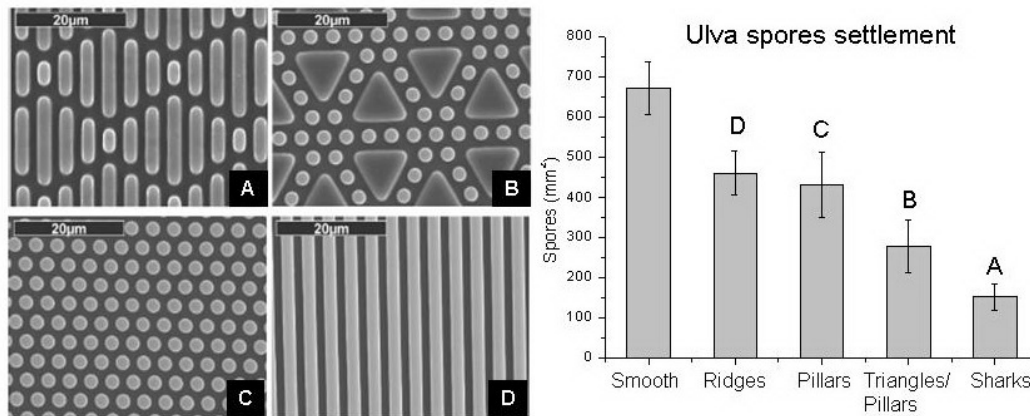 20µm
A
20µm
B
20µm
C
20µm
D
Ulva spores settlement
Spores (mm²)
800
700
600
500
400
300
200
100
0
D
C
B
A
Smooth
Ridges
Pillars
Triangles/
Pillars
Sharks